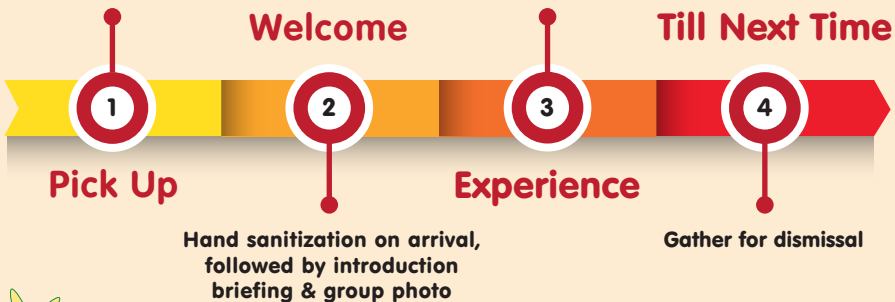 Welcome
Till Next Time
1
2
3
4
Pick Up
Experience
Hand sanitization on arrival,
followed by introduction
briefing & group photo
Gather for dismissal